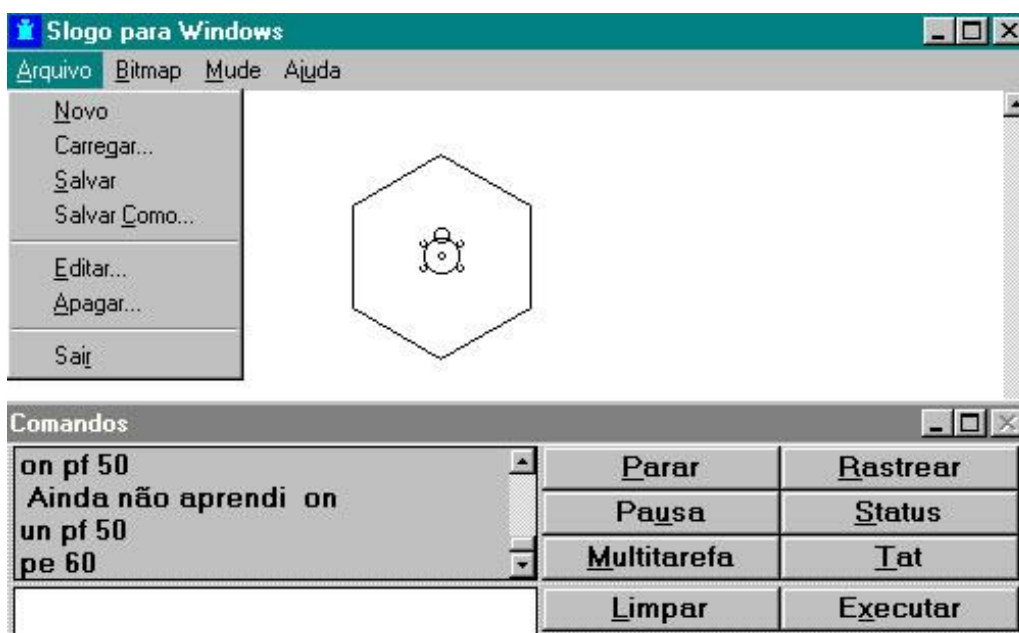 Slogo para Windows
Arquivo Bitmap Mude Ajuda
Novo
Carregar...
Salvar
Salvar Como...
Editar...
Apagar...
Sair
Comandos
on pf 50
Ainda não aprendi on
un pf 50
pe 60
Parar Rastrear
Pausa Status
Multitarefa Tat
Limpar Executar